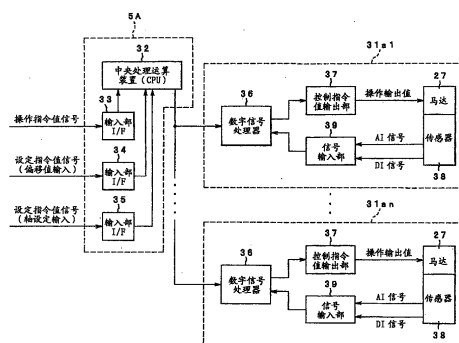 5A
32
中央处理运算
装置(CPU)
33
输入部
I/F
操作指令值信号
34
输入部
I/F
设定指令值信号
(偏移值输入)
35
输入部
I/F
设定指令值信号
(轴设定输入)
31a1
36
数字信号
处理器
37
控制指令
值输出部
操作输出值
27
马达
39
信号
输入部
AI 信号
DI 信号
传感器
38
31an
36
数字信号
处理器
37
控制指令
值输出部
操作输出值
27
马达
39
信号
输入部
AI 信号
DI 信号
传感器
38